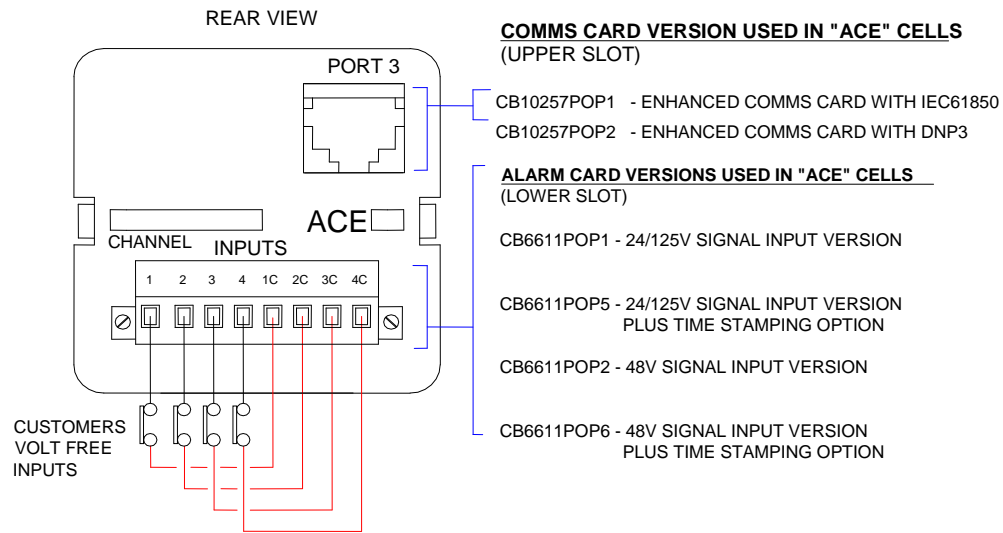 REAR VIEW
PORT 3
ACE
CHANNEL
INPUTS
1 2 3 4 1C 2C 3C 4C
CUSTOMERS
VOLT FREE
INPUTS
COMMS CARD VERSION USED IN "ACE" CELLS
(UPPER SLOT)
CB10257POP1 - ENHANCED COMMS CARD WITH IEC61850
CB10257POP2 - ENHANCED COMMS CARD WITH DNP3
ALARM CARD VERSIONS USED IN "ACE" CELLS
(LOWER SLOT)
CB6611POP1 - 24/125V SIGNAL INPUT VERSION
CB6611POP5 - 24/125V SIGNAL INPUT VERSION
PLUS TIME STAMPING OPTION
CB6611POP2 - 48V SIGNAL INPUT VERSION
CB6611POP6 - 48V SIGNAL INPUT VERSION
PLUS TIME STAMPING OPTION